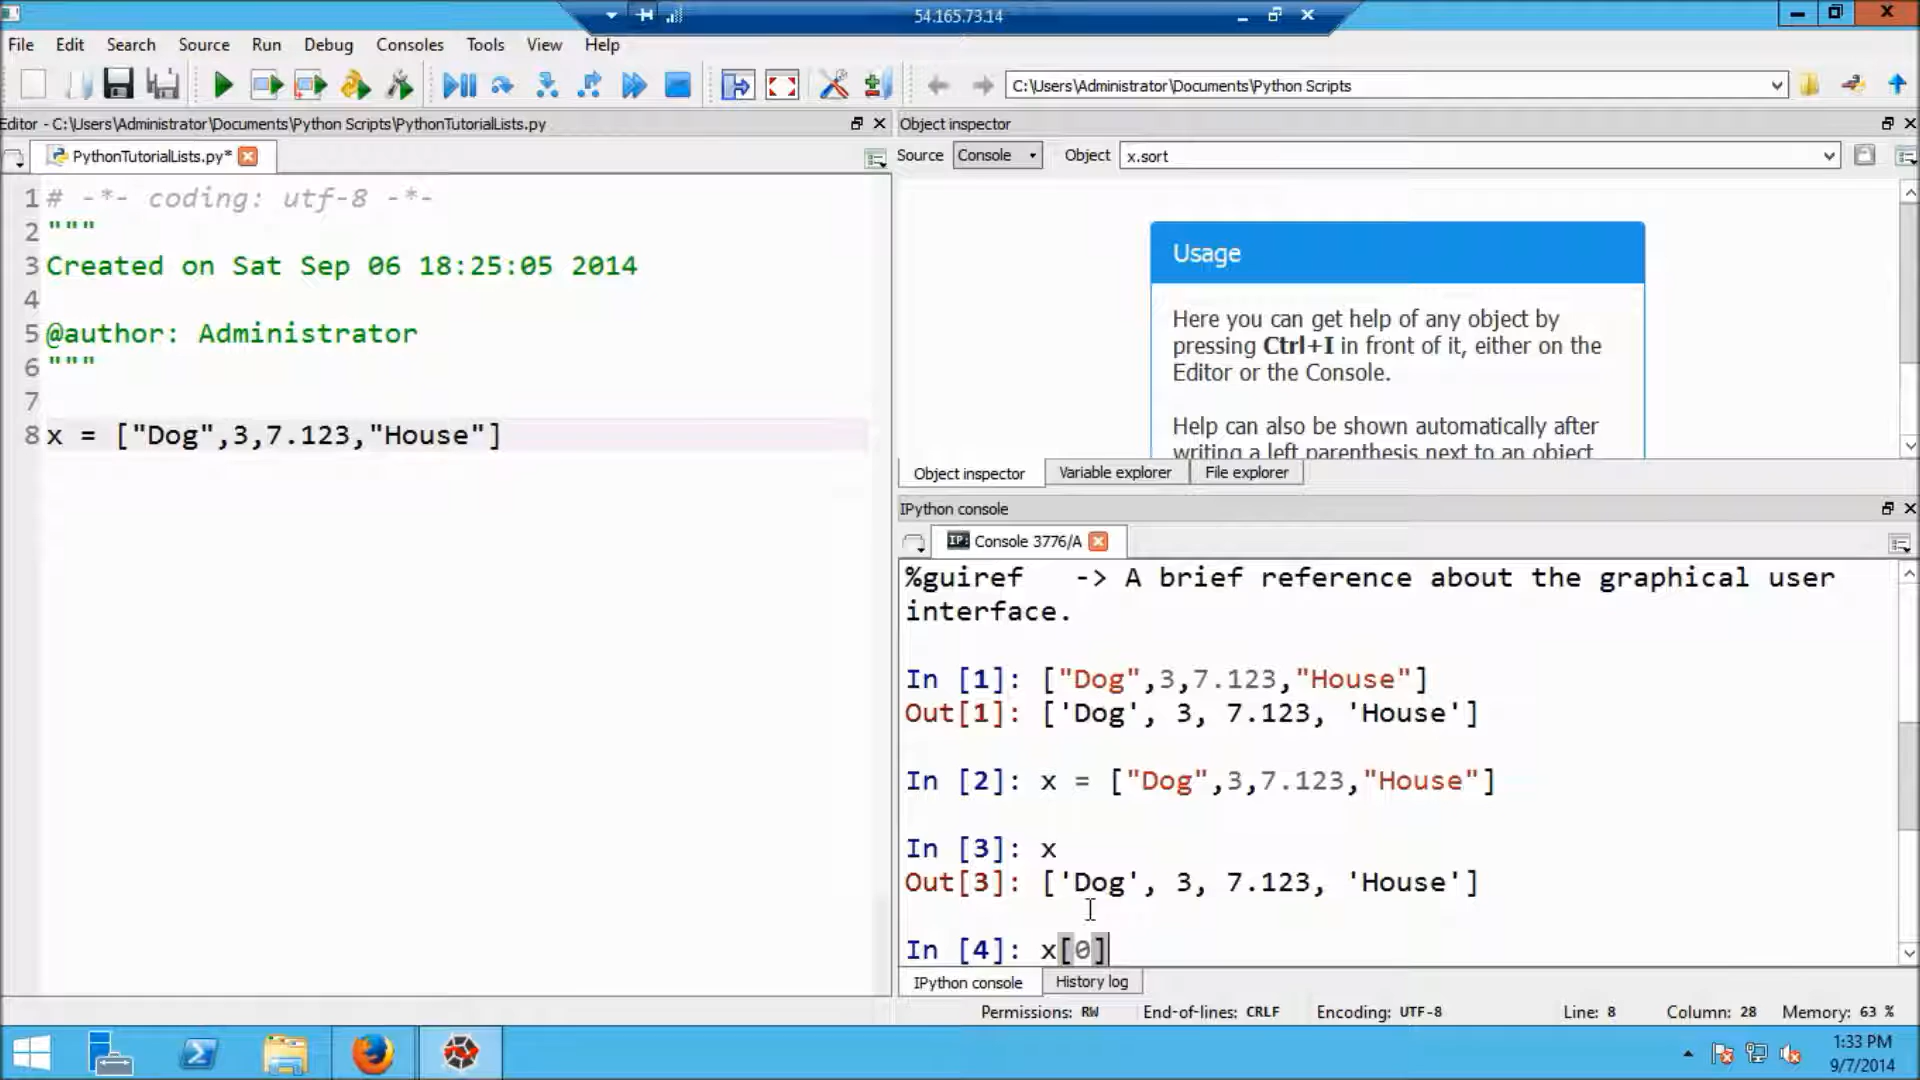 54.165.73.14
File Edit Search Source Run Debug Consoles Tools View Help
C:\Users\Administrator\Documents\Python Scripts
Editor - C:\Users\Administrator\Documents\Python Scripts\PythonTutorialLists.py
PythonTutorialLists.py*
1 # -*- coding: utf-8 -*-
2 """
3 Created on Sat Sep 06 18:25:05 2014
4
5 @author: Administrator
6 """
7
8 x = ["Dog",3,7.123,"House"]
Object inspector
Source Console Object x.sort
Usage
Here you can get help of any object by
pressing Ctrl+I in front of it, either on the
Editor or the Console.
Help can also be shown automatically after
writing a left parenthesis next to an object
Object inspector Variable explorer File explorer
IPython console
IP: Console 3776/A
%guiref -> A brief reference about the graphical user
interface.
In [1]: ["Dog",3,7.123,"House"]
Out[1]: ['Dog', 3, 7.123, 'House']
In [2]: x = ["Dog",3,7.123,"House"]
In [3]: x
Out[3]: ['Dog', 3, 7.123, 'House']
In [4]: x[0]
IPython console History log
Permissions: RW End-of-lines: CRLF Encoding: UTF-8 Line: 8 Column: 28 Memory: 63 %
1:33 PM
9/7/2014